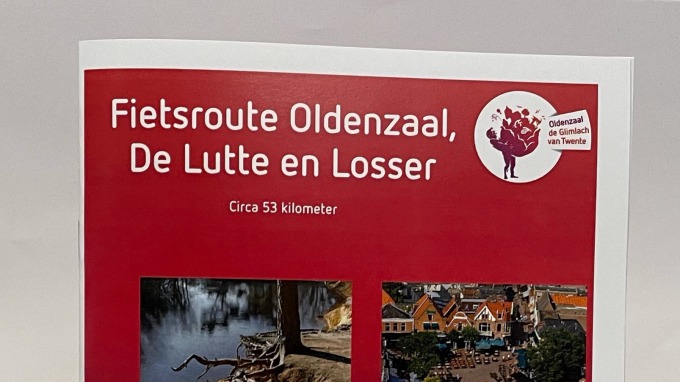 Fietsroute Oldenzaal,
De Lutte en Losser
Circa 53 kilometer
Oldenzaal
de Glimlach
van Twente